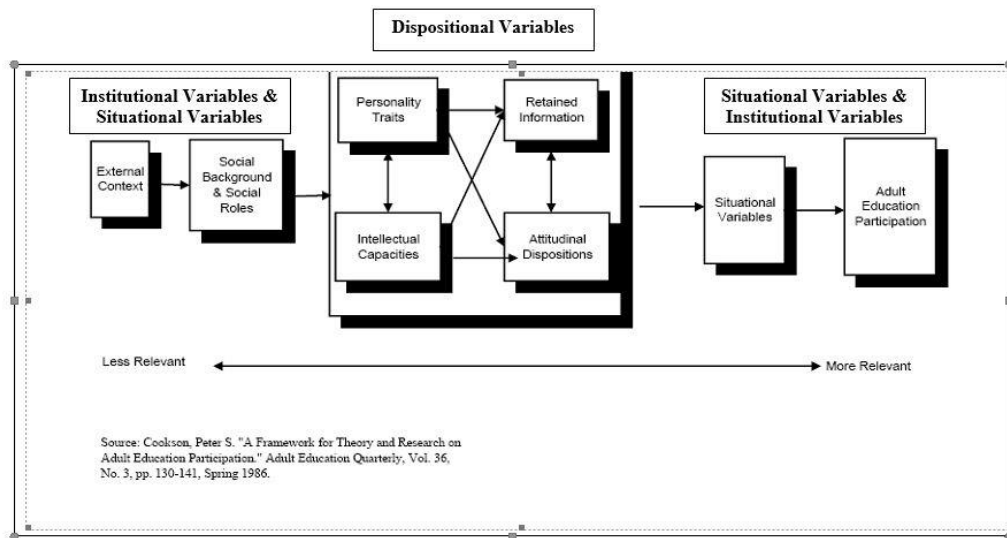 Dispositional Variables
Institutional Variables &
Situational Variables
Situational Variables &
Institutional Variables
External
Context
Social
Background
& Social
Roles
Personality
Traits
Retained
Information
Intellectual
Capacities
Attitudinal
Dispositions
Situational
Variables
Adult
Education
Participation
Less Relevant
More Relevant
Source: Cookson, Peter S. "A Framework for Theory and Research on
Adult Education Participation." Adult Education Quarterly, Vol. 36,
No. 3, pp. 130-141, Spring 1986.